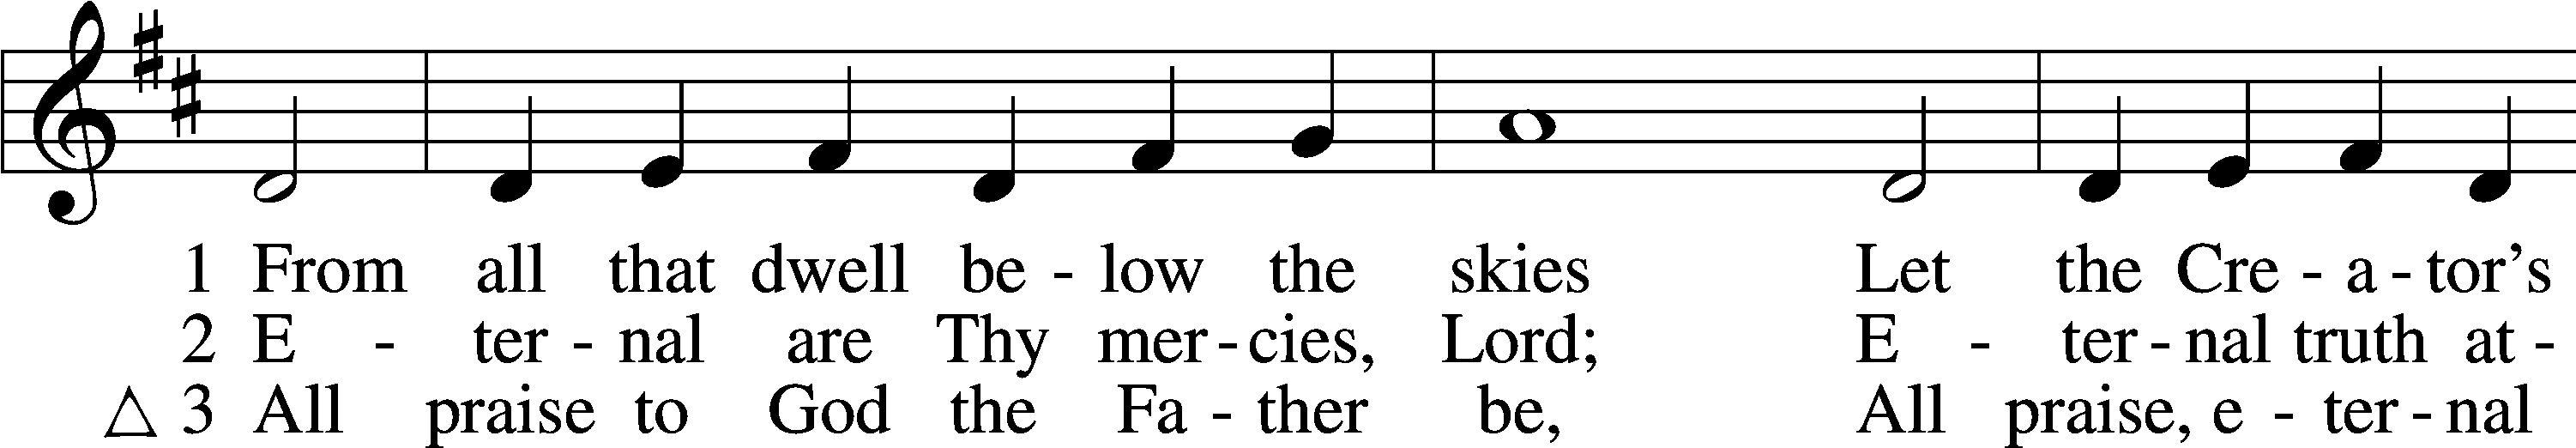 1 From all that dwell be - low the skies Let the Cre - a - tor’s
2 E - ter - nal are Thy mer - cies, Lord; E - ter - nal truth at -
△ 3 All praise to God the Fa - ther be, All praise, e - ter - nal